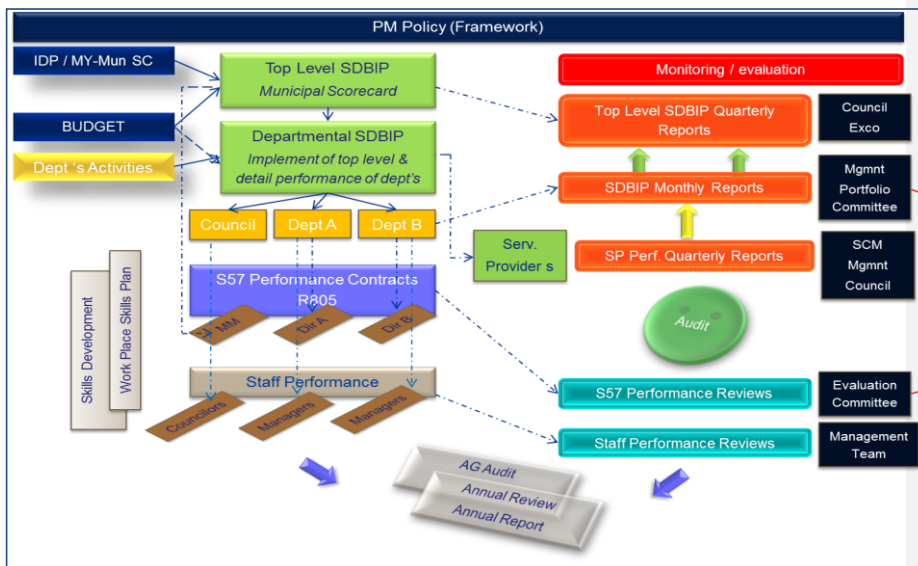 PM Policy (Framework)
IDP / MY-Mun SC
BUDGET
Dept 's Activities
Top Level SDBIP
Municipal Scorecard
Departmental SDBIP
Implement of top level &
detail performance of dept's
Council
Dept A
Dept B
S57 Performance Contracts
R805
MM
Dir A
Dir B
Staff Performance
Councilors
Managers
Managers
Skills Development
Work Place Skills Plan
Serv.
Provider s
Monitoring / evaluation
Top Level SDBIP Quarterly
Reports
Council
Exco
SDBIP Monthly Reports
Mgmnt
Portfolio
Committee
SP Perf. Quarterly Reports
SCM
Mgmnt
Council
Audit
S57 Performance Reviews
Evaluation
Committee
Staff Performance Reviews
Management
Team
AG Audit
Annual Review
Annual Report